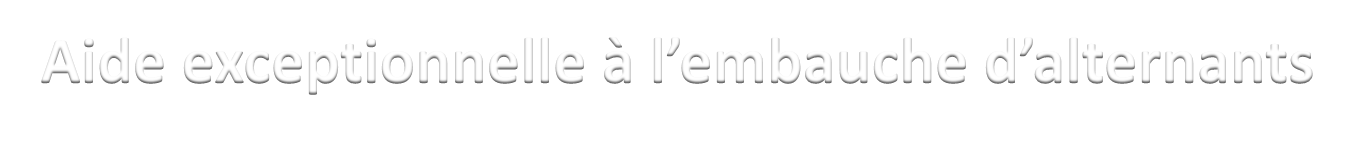 Aide exceptionnelle à l’embauche d’alternants